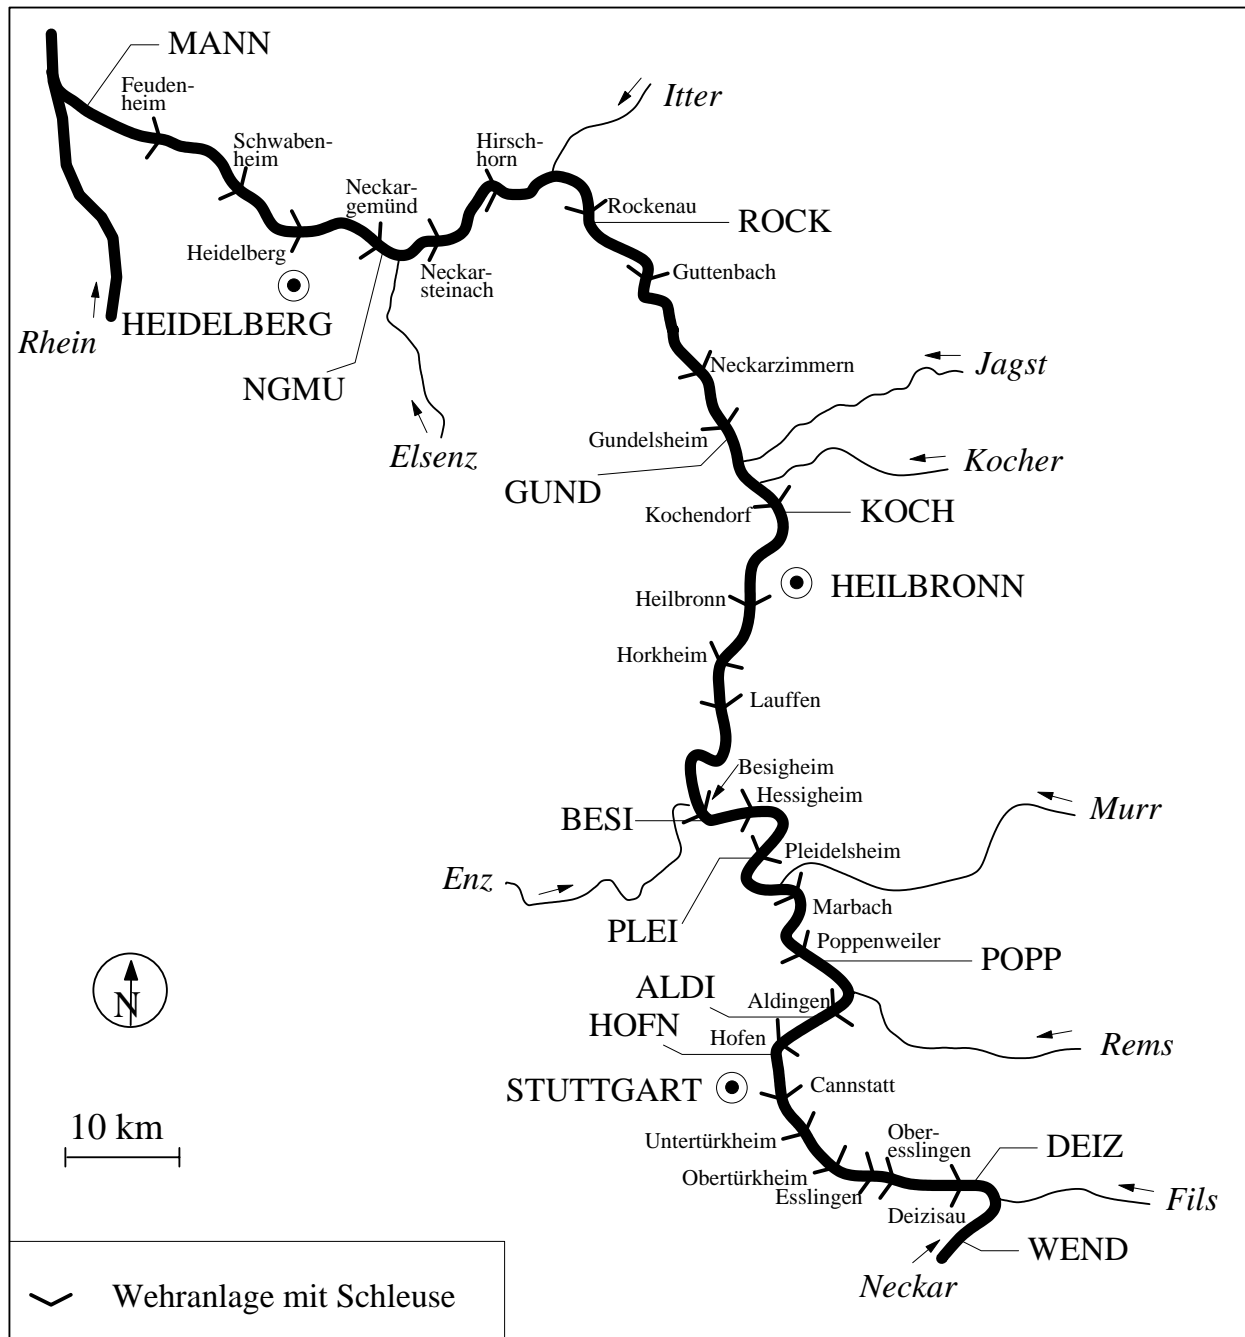 MANN
Feuden-
heim
Itter
Schwaben-
heim
Hirsch-
horn
Neckar-
gemünd
Rockenau
ROCK
Heidelberg
Neckar-
steinach
Guttenbach
HEIDELBERG
Rhein
NGMU
Neckarzimmern
Jagst
Gundelsheim
Elsenz
Kocher
GUND
Kochendorf
KOCH
Heilbronn
HEILBRONN
Horkheim
Lauffen
Besigheim
Hessigheim
BESI
Murr
Pleidelsheim
Enz
Marbach
PLEI
Poppenweiler
POPP
ALDI
Aldingen
N
HOFN
Hofen
Rems
STUTTGART
Cannstatt
10 km
Untertürkheim
Ober-
esslingen
DEIZ
Obertürkheim
Esslingen
Deizisau
Fils
WEND
Neckar
Wehranlage mit Schleuse